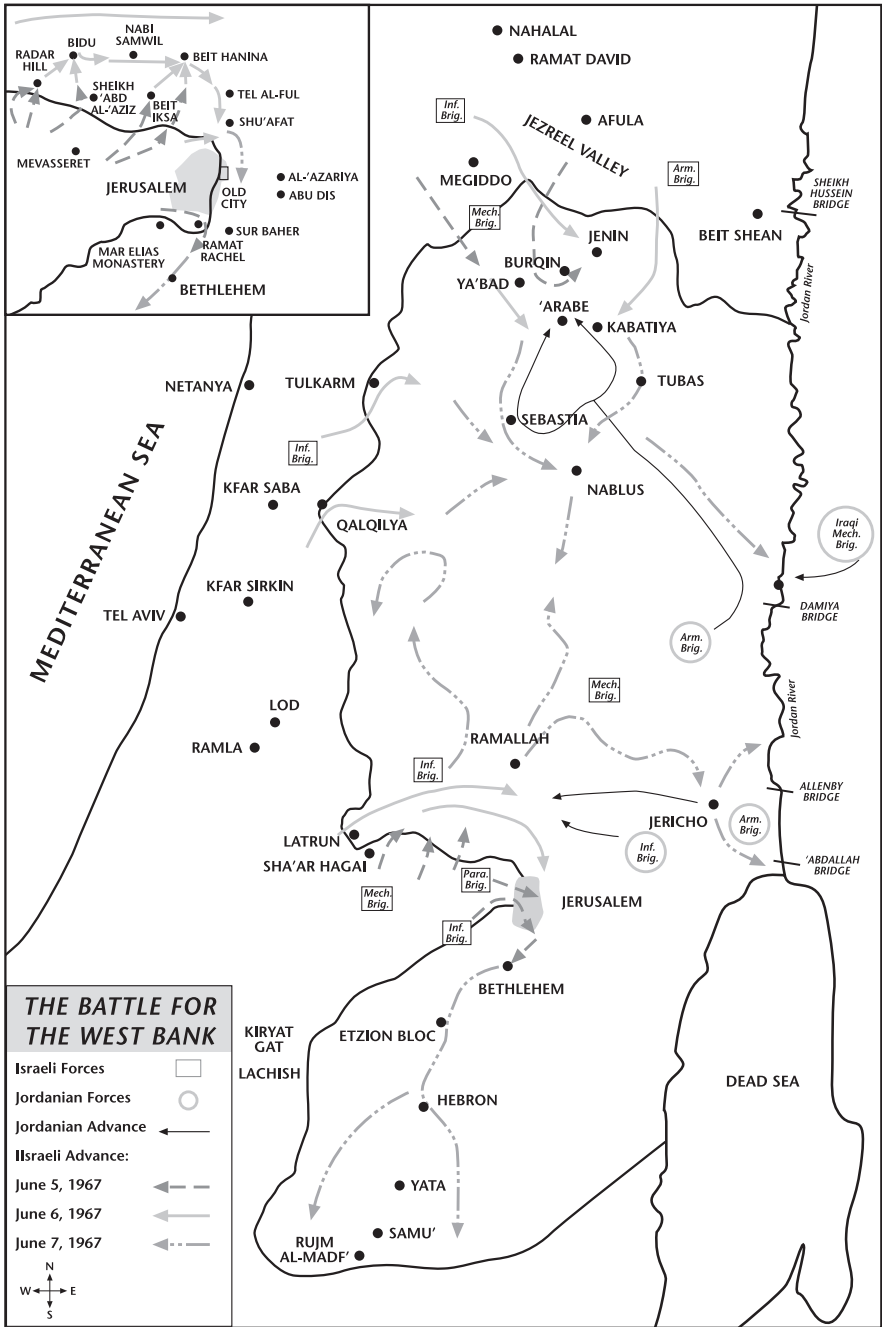 NABI
SAMWIL
BIDU
BEIT HANINA
RADAR
HILL
SHEIKH
'ABD
AL-'AZIZ
BEIT
IKSA
TEL AL-FUL
SHU'AFAT
MEVASSERET
JERUSALEM
OLD
CITY
AL-'AZARIYA
ABU DIS
SUR BAHER
MAR ELIAS
MONASTERY
RAMAT
RACHEL
BETHLEHEM
NAHALAL
RAMAT DAVID
Inf.
Brig.
AFULA
JEZREEL VALLEY
MEGIDDO
Arm.
Brig.
SHEIKH
HUSSEIN
BRIDGE
Mech.
Brig.
BEIT SHEAN
JENIN
BURQIN
YA'BAD
Jordan River
'ARABE
KABATIYA
NETANYA
TULKARM
TUBAS
SEBASTIA
Inf.
Brig.
MEDITERRANEAN SEA
KFAR SABA
NABLUS
QALQILYA
Iraqi
Mech.
Brig.
KFAR SIRKIN
TEL AVIV
DAMIYA
BRIDGE
Arm.
Brig.
Mech.
Brig.
Jordan River
LOD
RAMLA
RAMALLAH
Inf.
Brig.
ALLENBY
BRIDGE
JERICHO
Arm.
Brig.
LATRUN
SHA'AR HAGAI
Inf.
Brig.
'ABDALLAH
BRIDGE
Mech.
Brig.
Para.
Brig.
JERUSALEM
Inf.
Brig.
BETHLEHEM
ETZION BLOC
KIRYAT
GAT
LACHISH
HEBRON
DEAD SEA
YATA
SAMU'
RUJM
AL-MADF'
THE BATTLE FOR
THE WEST BANK
Israeli Forces
Jordanian Forces
Jordanian Advance
IIsraeli Advance:
June 5, 1967
June 6, 1967
June 7, 1967
N
W E
S